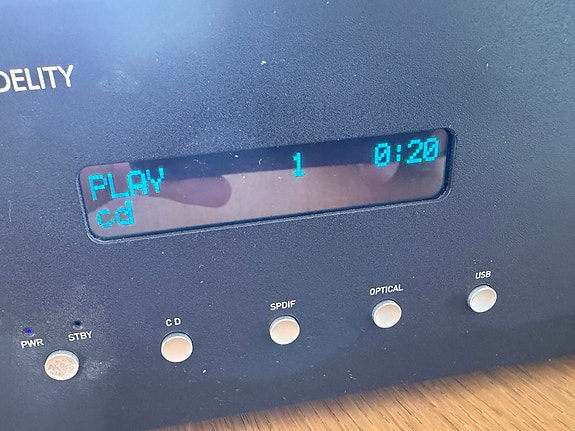 DELITY
PLAY 1 0:20
cd
PWR STBY CD SPDIF OPTICAL USB